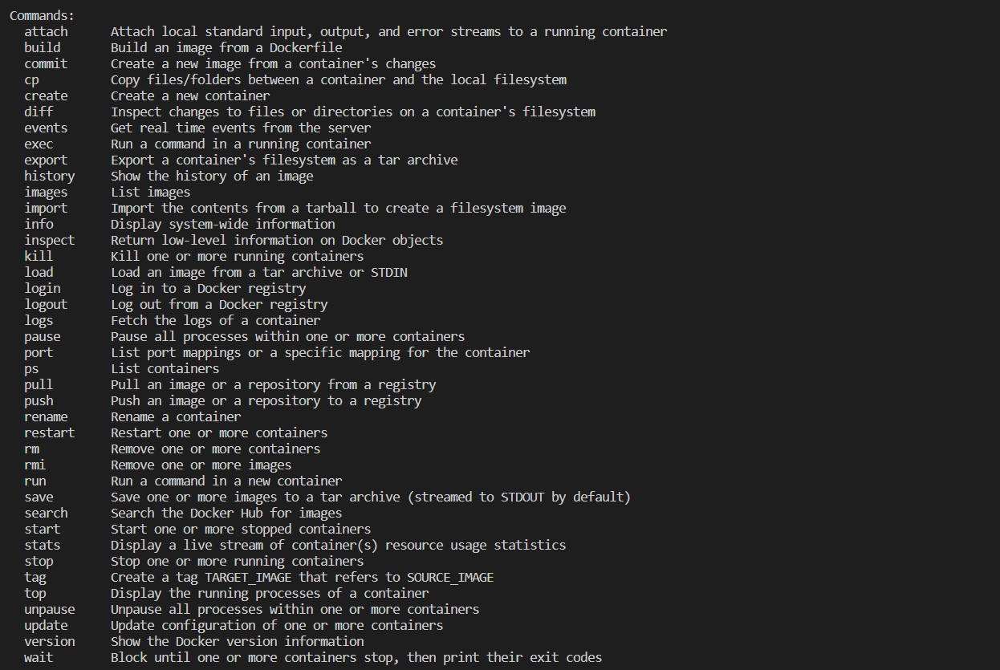 Commands:
  attach      Attach local standard input, output, and error streams to a running container
  build       Build an image from a Dockerfile
  commit      Create a new image from a container's changes
  cp          Copy files/folders between a container and the local filesystem
  create      Create a new container
  diff        Inspect changes to files or directories on a container's filesystem
  events      Get real time events from the server
  exec        Run a command in a running container
  export      Export a container's filesystem as a tar archive
  history     Show the history of an image
  images      List images
  import      Import the contents from a tarball to create a filesystem image
  info        Display system-wide information
  inspect     Return low-level information on Docker objects
  kill        Kill one or more running containers
  load        Load an image from a tar archive or STDIN
  login       Log in to a Docker registry
  logout      Log out from a Docker registry
  logs        Fetch the logs of a container
  pause       Pause all processes within one or more containers
  port        List port mappings or a specific mapping for the container
  ps          List containers
  pull        Pull an image or a repository from a registry
  push        Push an image or a repository to a registry
  rename      Rename a container
  restart     Restart one or more containers
  rm          Remove one or more containers
  rmi         Remove one or more images
  run         Run a command in a new container
  save        Save one or more images to a tar archive (streamed to STDOUT by default)
  search      Search the Docker Hub for images
  start       Start one or more stopped containers
  stats       Display a live stream of container(s) resource usage statistics
  stop        Stop one or more running containers
  tag         Create a tag TARGET_IMAGE that refers to SOURCE_IMAGE
  top         Display the running processes of a container
  unpause     Unpause all processes within one or more containers
  update      Update configuration of one or more containers
  version     Show the Docker version information
  wait        Block until one or more containers stop, then print their exit codes